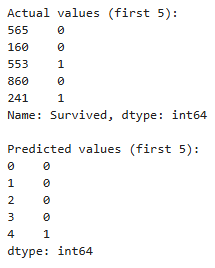 Actual values (first 5):
565    0
160    0
553    1
860    0
241    1
Name: Survived, dtype: int64

Predicted values (first 5):
0    0
1    0
2    0
3    0
4    1
dtype: int64